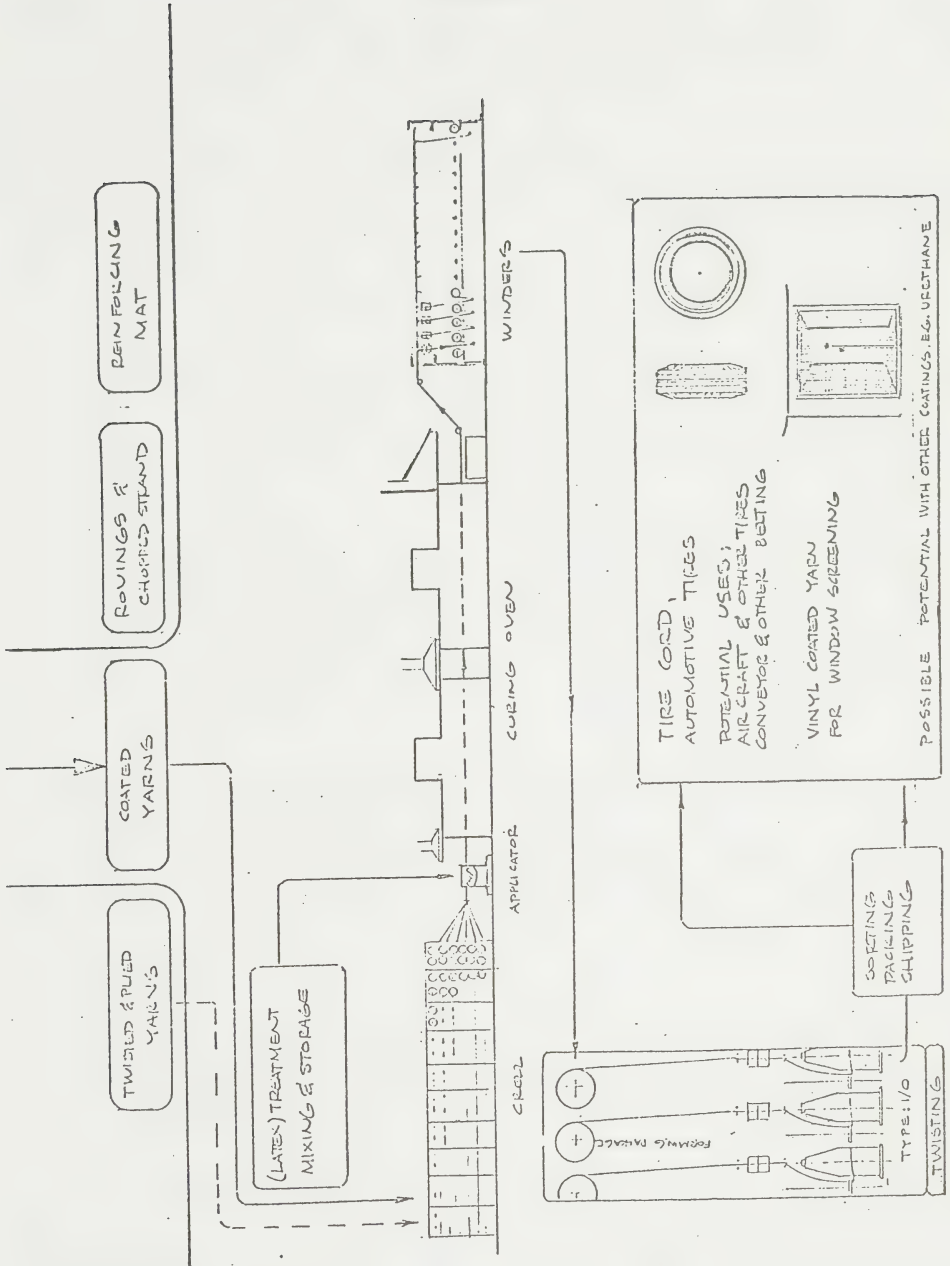 TWISTED & PLIED
YARNS
COATED
YARNS
ROVINGS &
CHOPPED STRAND
REINFORCING
MAT
(LATEX) TREATMENT
MIXING & STORAGE
CREEL
APPLICATOR
CURING OVEN
WINDERS
FORMING PACKAGE
TYPE: I/O
TWISTING
SORTING
PACKING
SHIPPING
TIRE CORD,
AUTOMOTIVE TIRES
POTENTIAL USES;
AIRCRAFT & OTHER TIRES
CONVEYOR & OTHER BELTING
VINYL COATED YARN
FOR WINDOW SCREENING
POSSIBLE POTENTIAL WITH OTHER COATINGS. EG. URETHANE